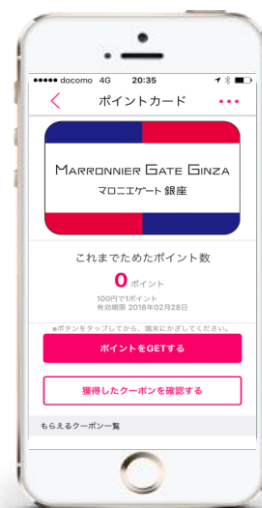 docomo 4G 20:35
ポイントカード
MARRONNIER GATE GINZA
マロニエゲート 銀座
これまでためたポイント数
0 ポイント
100円で1ポイント
有効期限 2018年02月28日
※ボタンをタップしてから、端末にかざしてください。
ポイントをGETする
獲得したクーポンを確認する
もらえるクーポン一覧